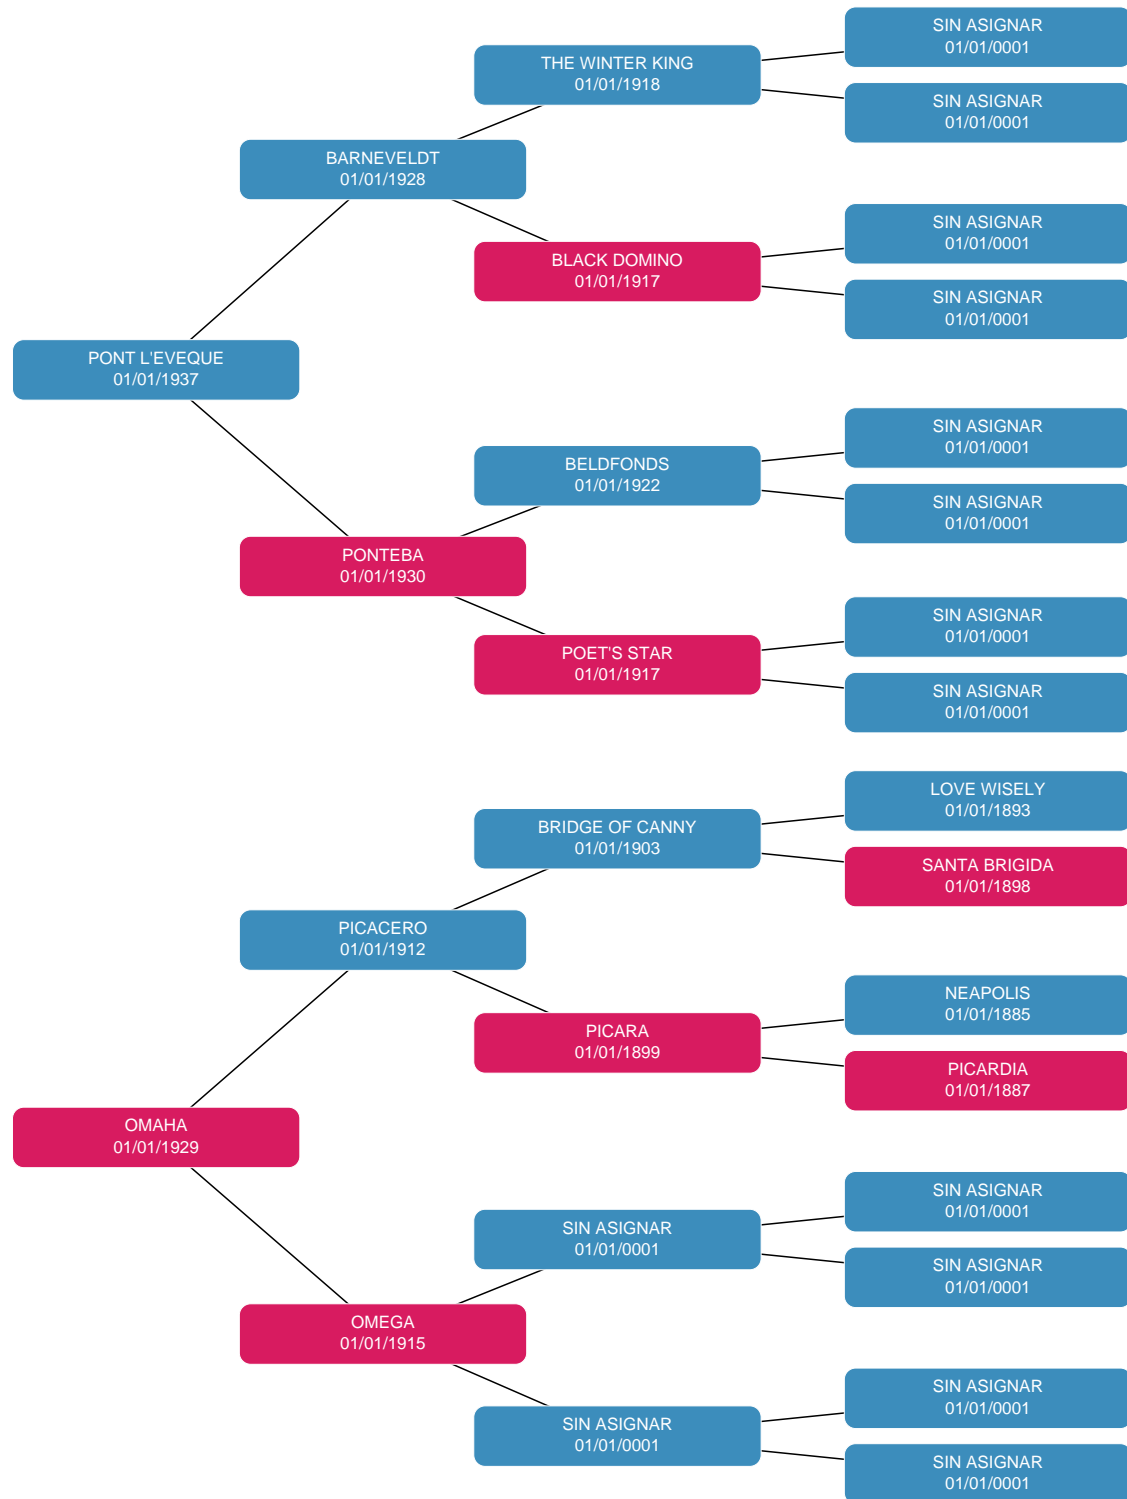 SIN ASIGNAR
01/01/0001
THE WINTER KING
01/01/1918
SIN ASIGNAR
01/01/0001
BARNEVELDT
01/01/1928
SIN ASIGNAR
01/01/0001
BLACK DOMINO
01/01/1917
SIN ASIGNAR
01/01/0001
PONT L'EVEQUE
01/01/1937
SIN ASIGNAR
01/01/0001
BELDFONDS
01/01/1922
SIN ASIGNAR
01/01/0001
PONTEBA
01/01/1930
SIN ASIGNAR
01/01/0001
POET'S STAR
01/01/1917
SIN ASIGNAR
01/01/0001
LOVE WISELY
01/01/1893
BRIDGE OF CANNY
01/01/1903
SANTA BRIGIDA
01/01/1898
PICACERO
01/01/1912
NEAPOLIS
01/01/1885
PICARA
01/01/1899
PICARDIA
01/01/1887
OMAHA
01/01/1929
SIN ASIGNAR
01/01/0001
SIN ASIGNAR
01/01/0001
SIN ASIGNAR
01/01/0001
OMEGA
01/01/1915
SIN ASIGNAR
01/01/0001
SIN ASIGNAR
01/01/0001
SIN ASIGNAR
01/01/0001